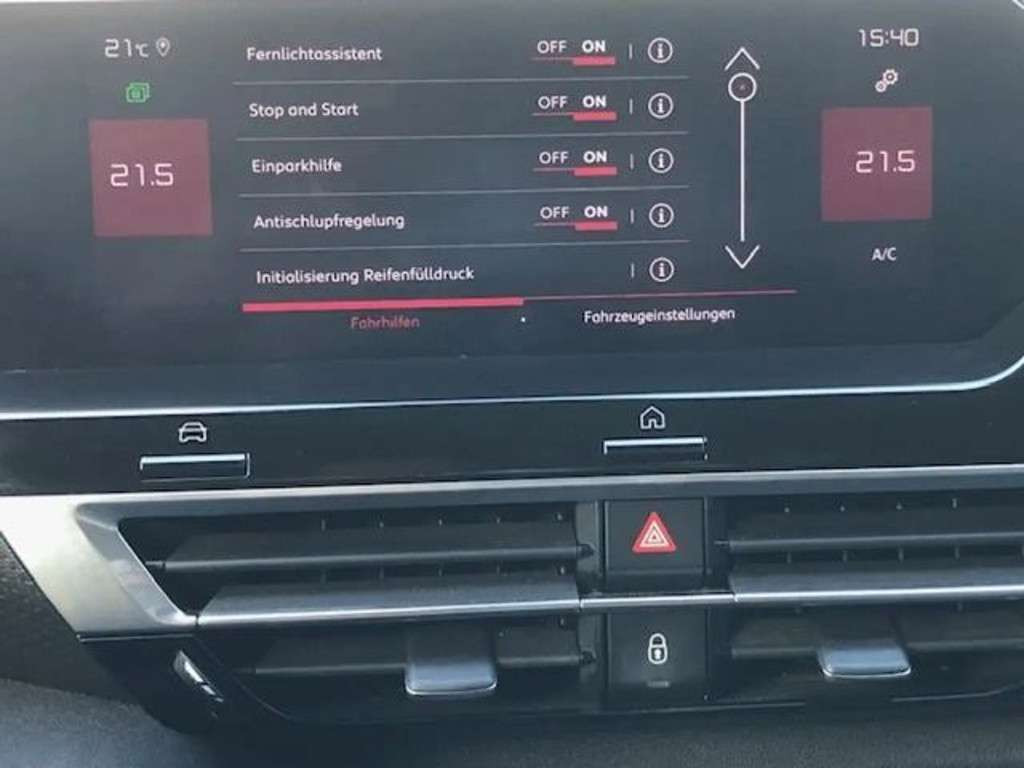 21°C
15:40
Fernlichtassistent OFF ON
Stop and Start OFF ON
21.5
21.5
Einparkhilfe OFF ON
Antischlupfregelung OFF ON
A/C
Initialisierung Reifenfülldruck
Fahrhilfen
Fahrzeugeinstellungen